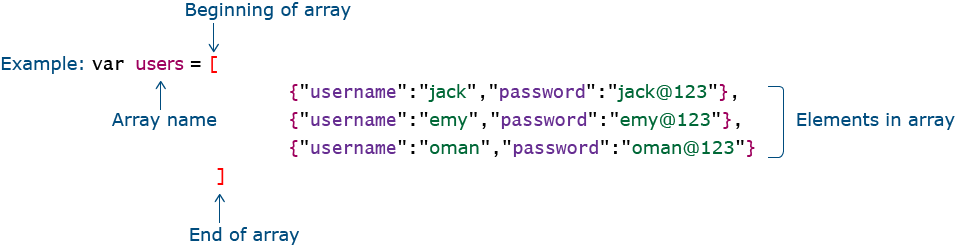 Beginning of array
Example: var users = [
Array name
{"username":"jack","password":"jack@123"},
{"username":"emy","password":"emy@123"},
{"username":"oman","password":"oman@123"}
Elements in array
]
End of array